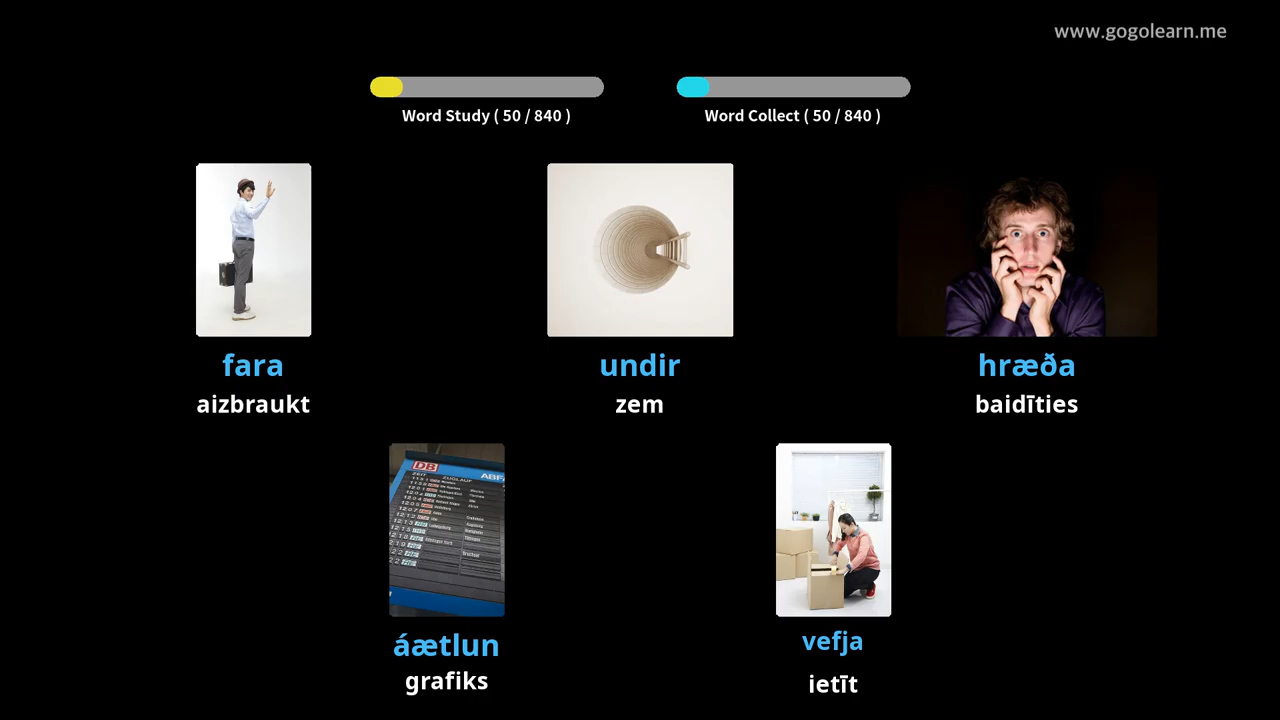 www.gogolearn.me
Word Study ( 50 / 840 )
Word Collect ( 50 / 840 )
fara
aizbraukt
undir
zem
hræða
baidīties
DB
áætlun
grafiks
vefja
ietīt